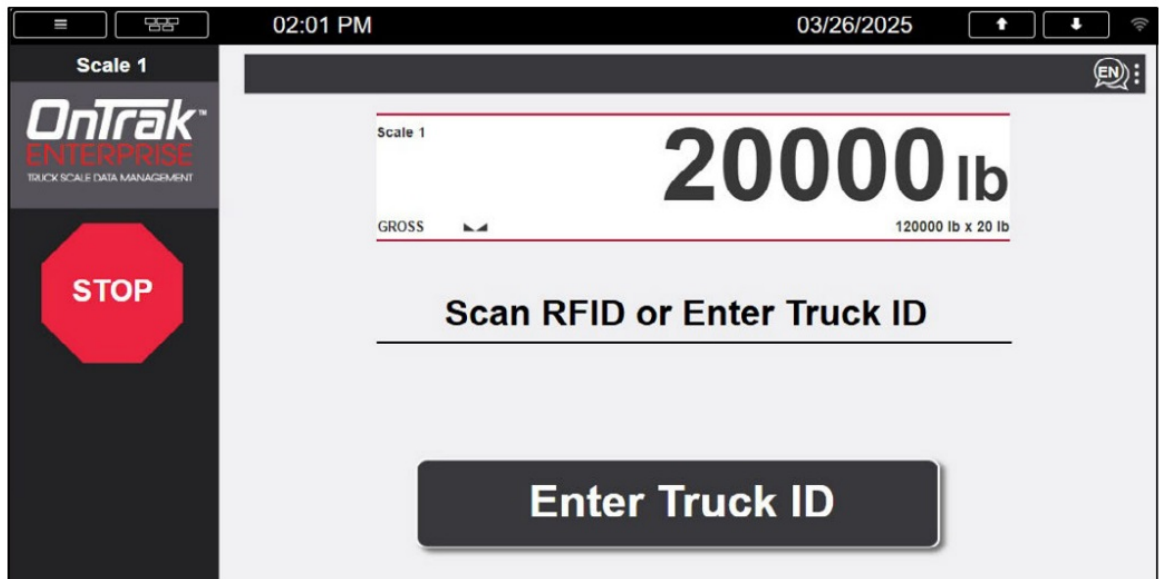 02:01 PM 03/26/2025
Scale 1
EN
OnTrak™
ENTERPRISE
TRUCK SCALE DATA MANAGEMENT
Scale 1
20000 lb
GROSS 120000 lb x 20 lb
STOP
Scan RFID or Enter Truck ID
Enter Truck ID